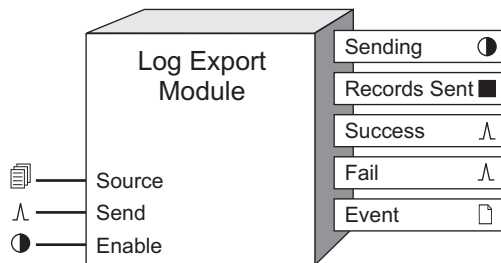 Log Export
Module
Source
Send
Enable
Sending
Records Sent
Success
Fail
Event